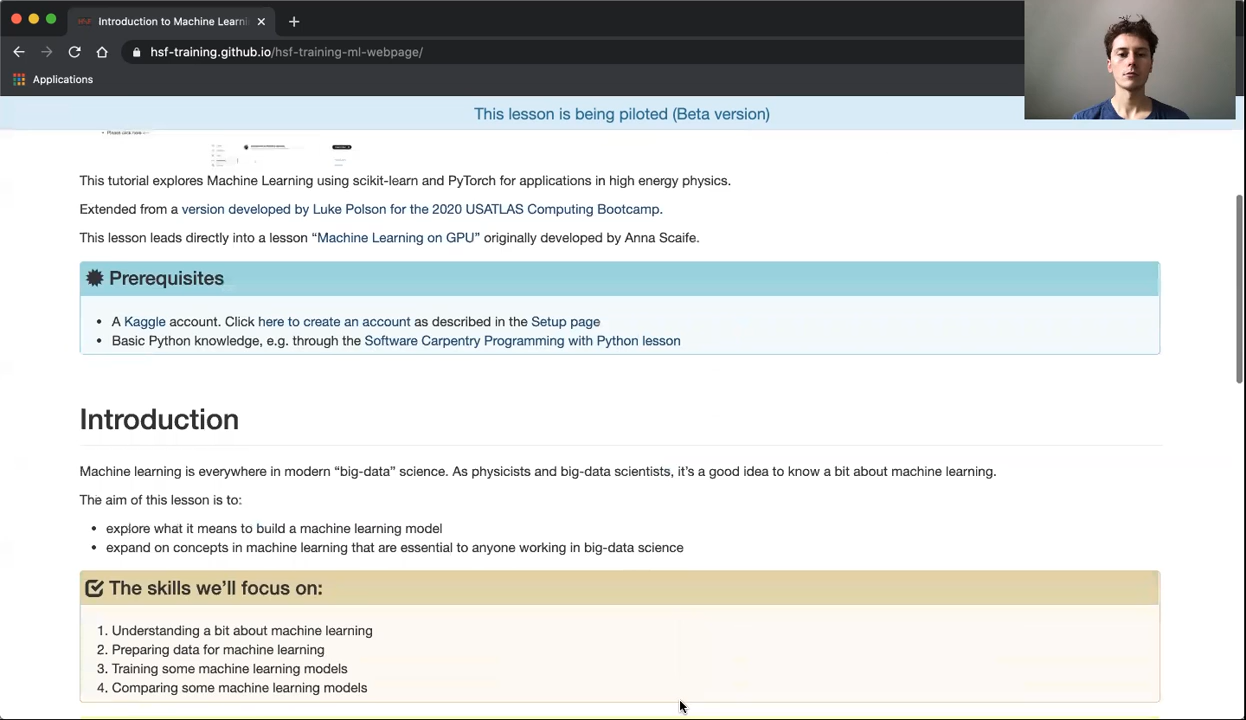 Introduction to Machine Learni
hsf-training.github.io/hsf-training-ml-webpage/
Applications
This lesson is being piloted (Beta version)
This tutorial explores Machine Learning using scikit-learn and PyTorch for applications in high energy physics.
Extended from a version developed by Luke Polson for the 2020 USATLAS Computing Bootcamp.
This lesson leads directly into a lesson “Machine Learning on GPU” originally developed by Anna Scaife.
Prerequisites
• A Kaggle account. Click here to create an account as described in the Setup page
• Basic Python knowledge, e.g. through the Software Carpentry Programming with Python lesson
Introduction
Machine learning is everywhere in modern “big-data” science. As physicists and big-data scientists, it’s a good idea to know a bit about machine learning.
The aim of this lesson is to:
• explore what it means to build a machine learning model
• expand on concepts in machine learning that are essential to anyone working in big-data science
The skills we’ll focus on:
1. Understanding a bit about machine learning
2. Preparing data for machine learning
3. Training some machine learning models
4. Comparing some machine learning models